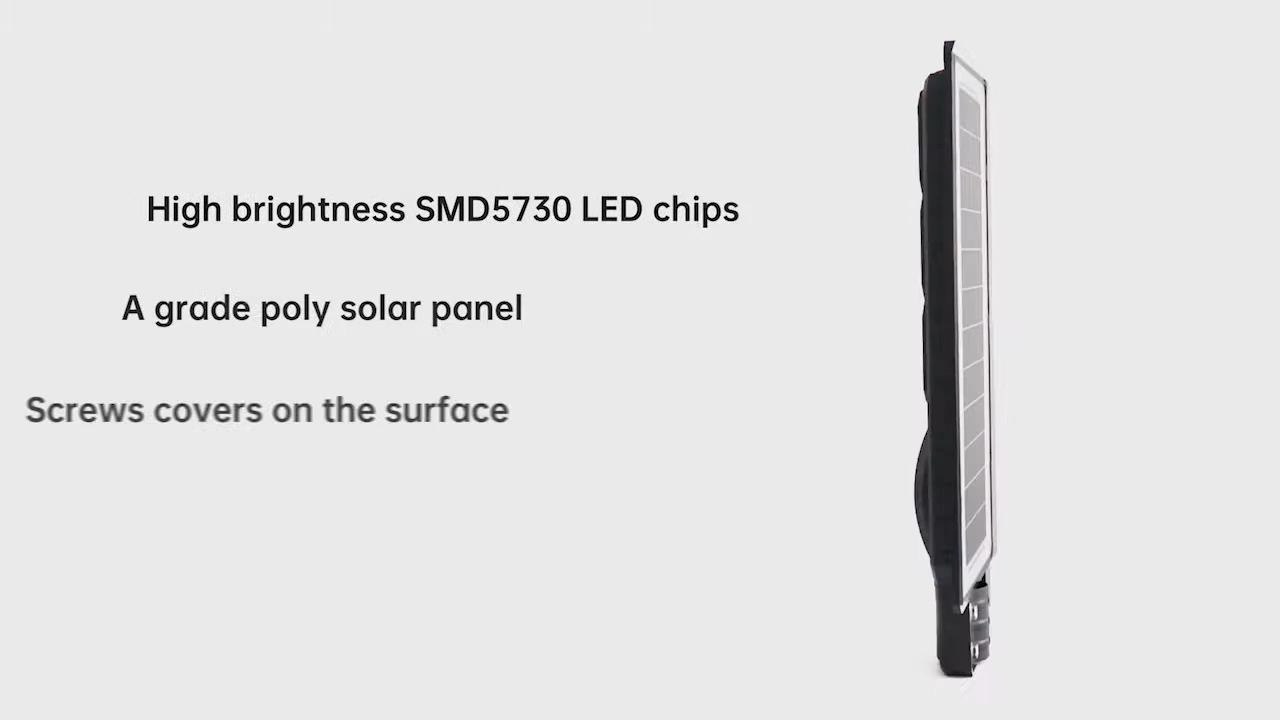 High brightness SMD5730 LED chips
A grade poly solar panel
Screws covers on the surface